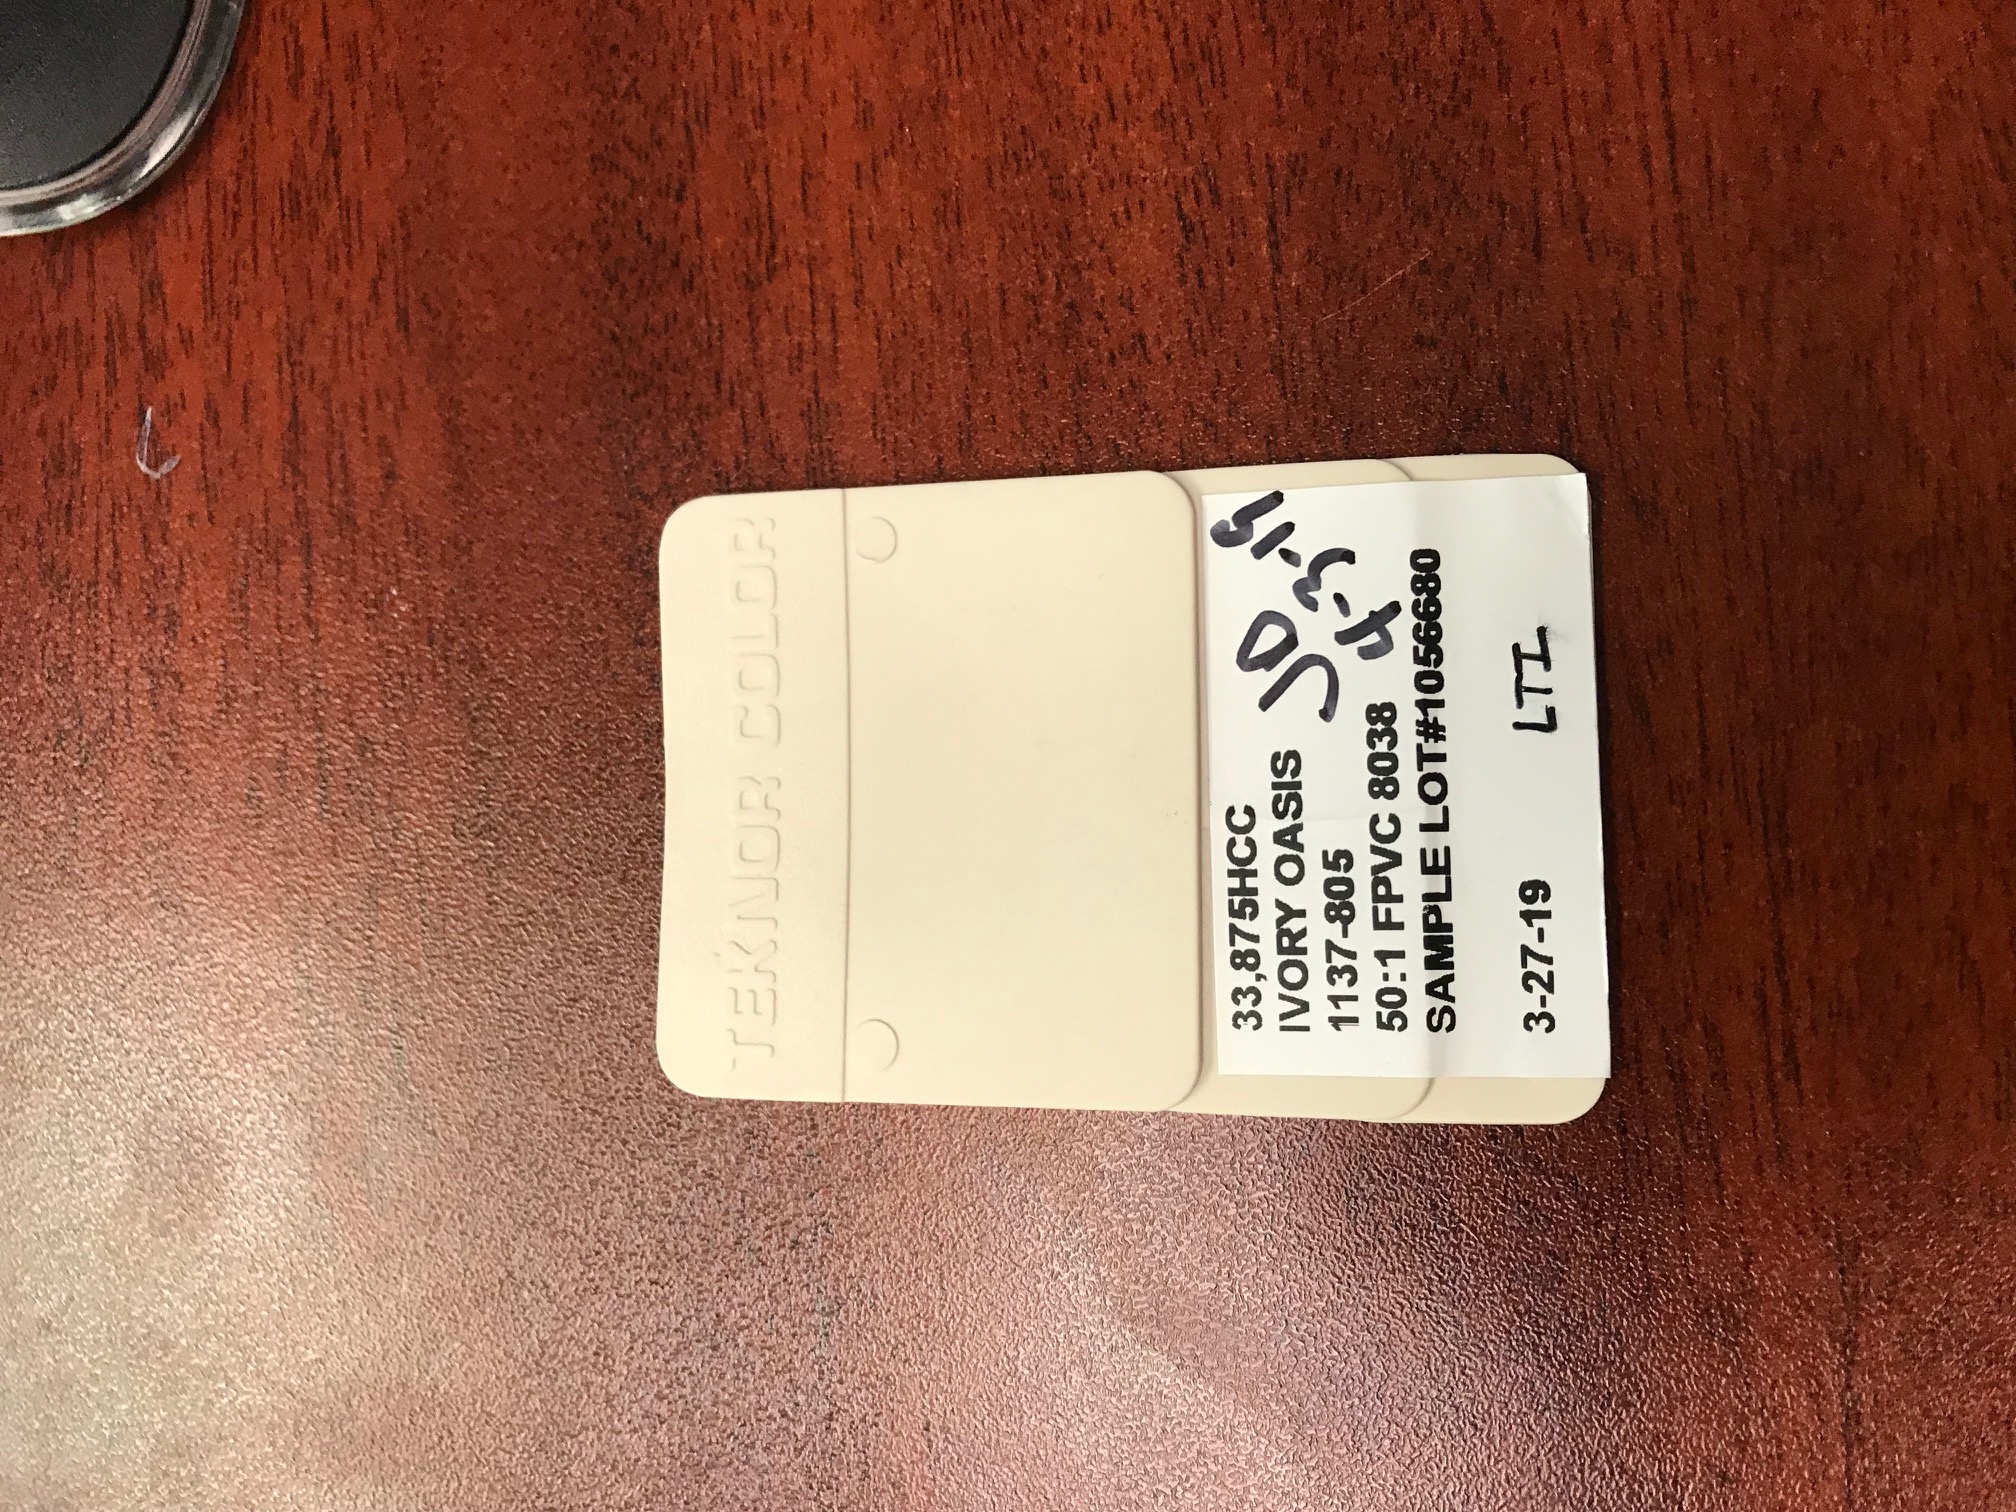 TEKNOR COLOR
33,875HCC
IVORY OASIS
1137-805
50:1 FPVC 8038
SAMPLE LOT#1056680
JD
4-3-19
3-27-19
LTI